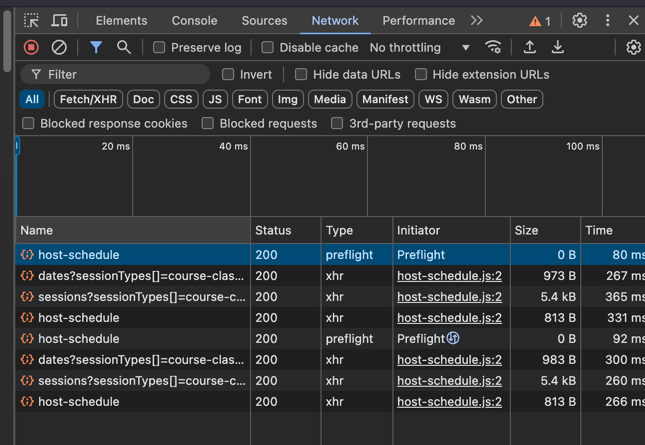 Elements Console Sources Network Performance 1
Preserve log Disable cache No throttling
Filter Invert Hide data URLs Hide extension URLs
All Fetch/XHR Doc CSS JS Font Img Media Manifest WS Wasm Other
Blocked response cookies Blocked requests 3rd-party requests
20 ms 40 ms 60 ms 80 ms 100 ms
Name Status Type Initiator Size Time
host-schedule 200 preflight Preflight 0 B 80 ms
dates?sessionTypes[]=course-clas... 200 xhr host-schedule.js:2 973 B 267 ms
sessions?sessionTypes[]=course-c... 200 xhr host-schedule.js:2 5.4 kB 365 ms
host-schedule 200 xhr host-schedule.js:2 813 B 331 ms
host-schedule 200 preflight Preflight 0 B 92 ms
dates?sessionTypes[]=course-clas... 200 xhr host-schedule.js:2 983 B 300 ms
sessions?sessionTypes[]=course-c... 200 xhr host-schedule.js:2 5.4 kB 260 ms
host-schedule 200 xhr host-schedule.js:2 813 B 266 ms